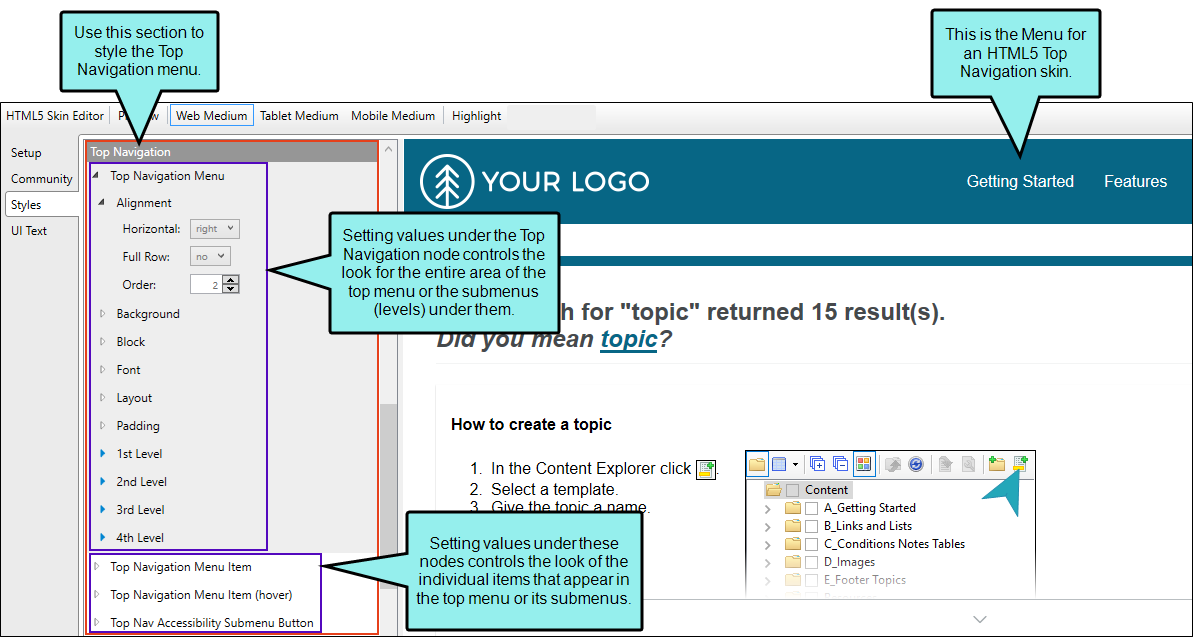 Use this section to
style the Top
Navigation menu.
This is the Menu for
an HTML5 Top
Navigation skin.
HTML5 Skin Editor
Web Medium
Tablet Medium
Mobile Medium
Highlight
Setup
Community
Styles
UI Text
Top Navigation
Top Navigation Menu
Alignment
Horizontal: right
Full Row: no
Order: 2
Background
Block
Font
Layout
Padding
1st Level
2nd Level
3rd Level
4th Level
Top Navigation Menu Item
Top Navigation Menu Item (hover)
Top Nav Accessibility Submenu Button
YOUR LOGO
Getting Started
Features
Setting values under the Top
Navigation node controls the
look for the entire area of the
top menu or the submenus
(levels) under them.
for "topic" returned 15 result(s).
Did you mean topic?
How to create a topic
1. In the Content Explorer click .
2. Select a template.
3. Give the topic a name.
Content
A_Getting Started
B_Links and Lists
C_Conditions Notes Tables
D_Images
E_Footer Topics
Setting values under these
nodes controls the look of the
individual items that appear in
the top menu or its submenus.